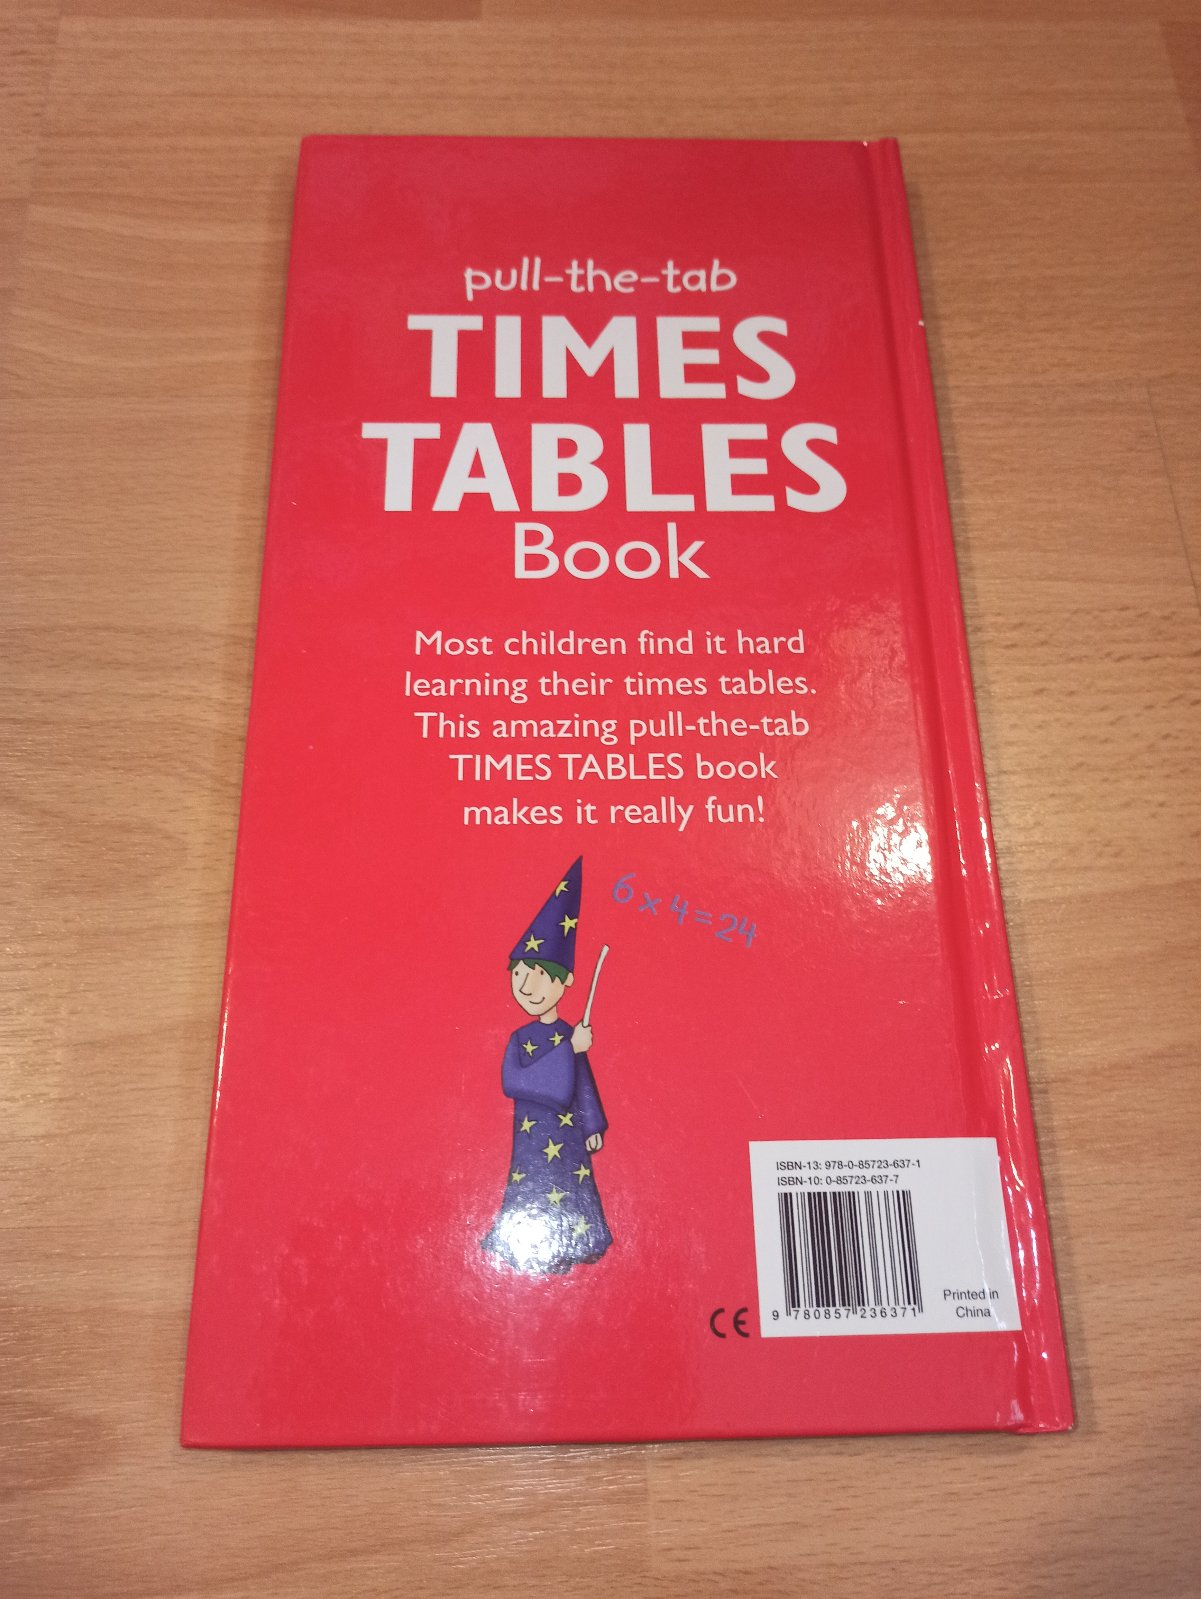 pull-the-tab
TIMES
TABLES
Book
Most children find it hard
learning their times tables.
This amazing pull-the-tab
TIMES TABLES book
makes it really fun!
6 x 4 = 24
ISBN-13: 978-0-85723-637-1
ISBN-10: 0-85723-637-7
9 780857 236371
Printed in
China
CE